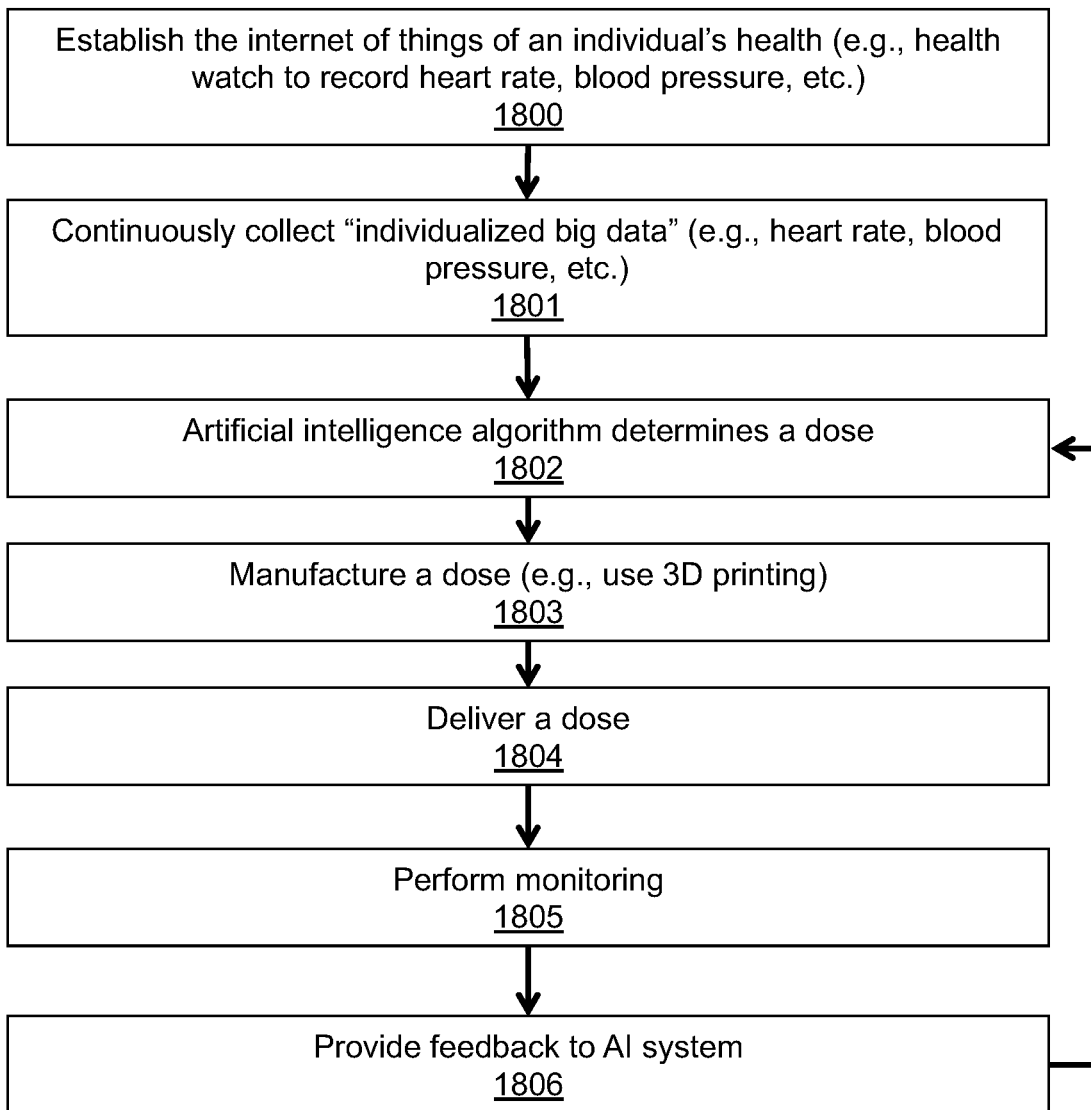 Establish the internet of things of an individual’s health (e.g., health
watch to record heart rate, blood pressure, etc.)
1800
Continuously collect “individualized big data” (e.g., heart rate, blood
pressure, etc.)
1801
Artificial intelligence algorithm determines a dose
1802
Manufacture a dose (e.g., use 3D printing)
1803
Deliver a dose
1804
Perform monitoring
1805
Provide feedback to AI system
1806